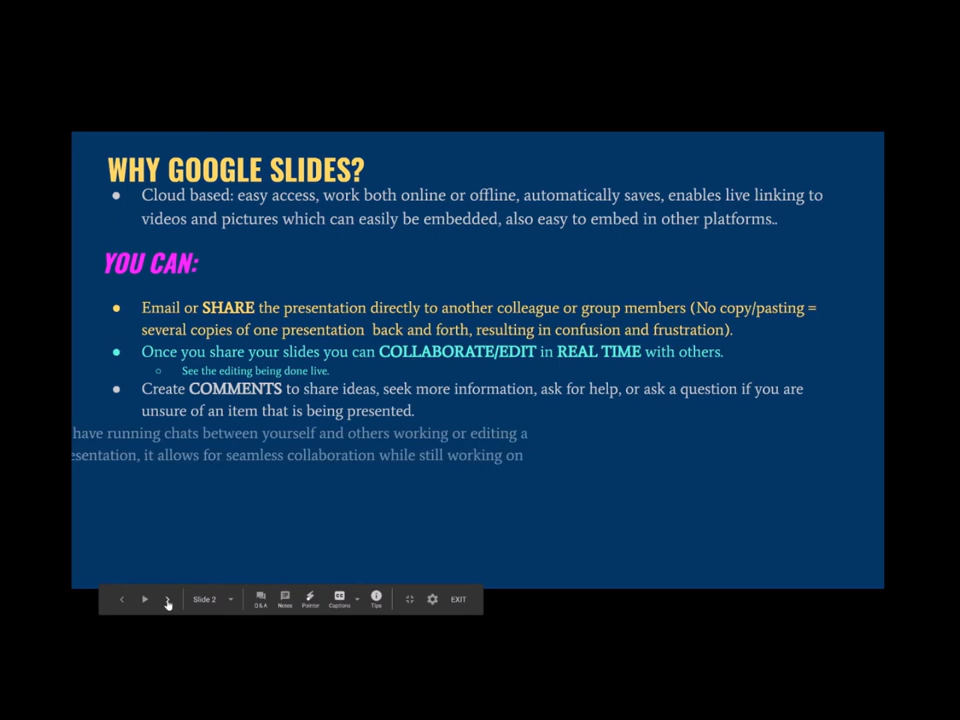 WHY GOOGLE SLIDES?
● Cloud based: easy access, work both online or offline, automatically saves, enables live linking to
videos and pictures which can easily be embedded, also easy to embed in other platforms..
YOU CAN:
● Email or SHARE the presentation directly to another colleague or group members (No copy/pasting =
several copies of one presentation back and forth, resulting in confusion and frustration).
● Once you share your slides you can COLLABORATE/EDIT in REAL TIME with others.
○ See the editing being done live.
● Create COMMENTS to share ideas, seek more information, ask for help, or ask a question if you are
unsure of an item that is being presented.
have running chats between yourself and others working or editing a
esentation, it allows for seamless collaboration while still working on
Slide 2 Q&A Notes Pointer CC Captions Tips EXIT